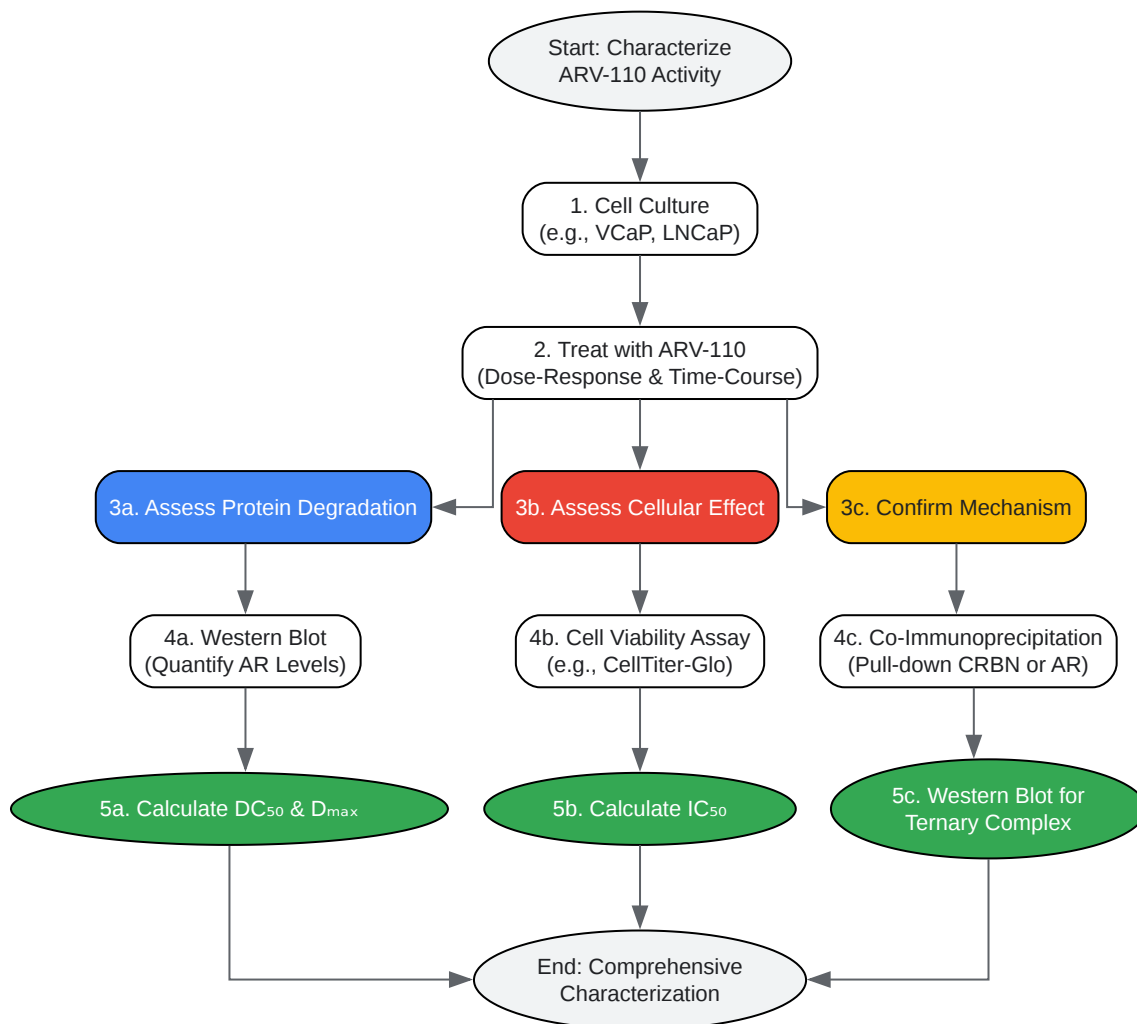 Start: Characterize
ARV-110 Activity
1. Cell Culture
(e.g., VCaP, LNCaP)
2. Treat with ARV-110
(Dose-Response & Time-Course)
3a. Assess Protein Degradation
3b. Assess Cellular Effect
3c. Confirm Mechanism
4a. Western Blot
(Quantify AR Levels)
4b. Cell Viability Assay
(e.g., CellTiter-Glo)
4c. Co-Immunoprecipitation
(Pull-down CRBN or AR)
5a. Calculate DC₅₀ & Dₘₐₓ
5b. Calculate IC₅₀
5c. Western Blot for
Ternary Complex
End: Comprehensive
Characterization